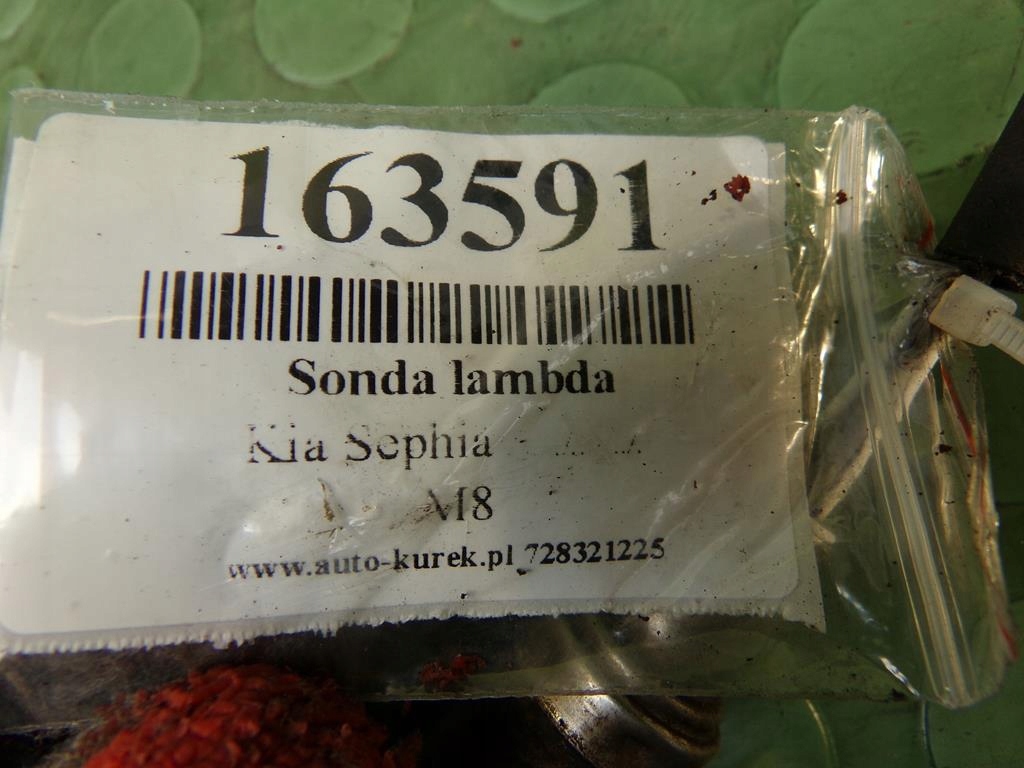 163591
Sonda lambda
Kia Sephia
M8
www.auto-kurek.pl 728321225